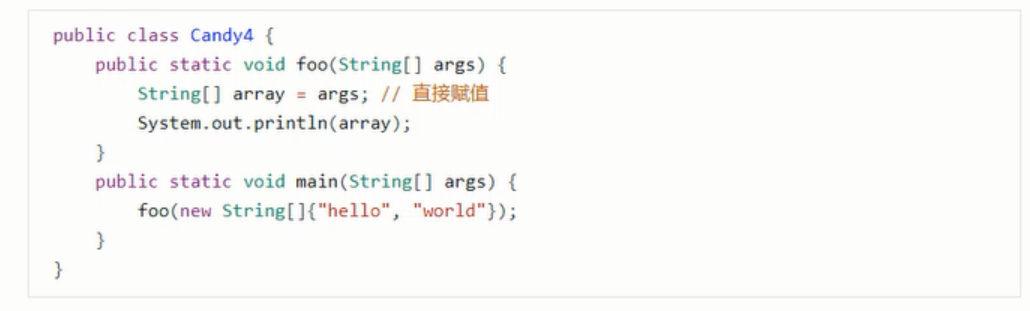 public class Candy4 {
    public static void foo(String[] args) {
        String[] array = args; // 直接赋值
        System.out.println(array);
    }
    public static void main(String[] args) {
        foo(new String[]{"hello", "world"});
    }
}